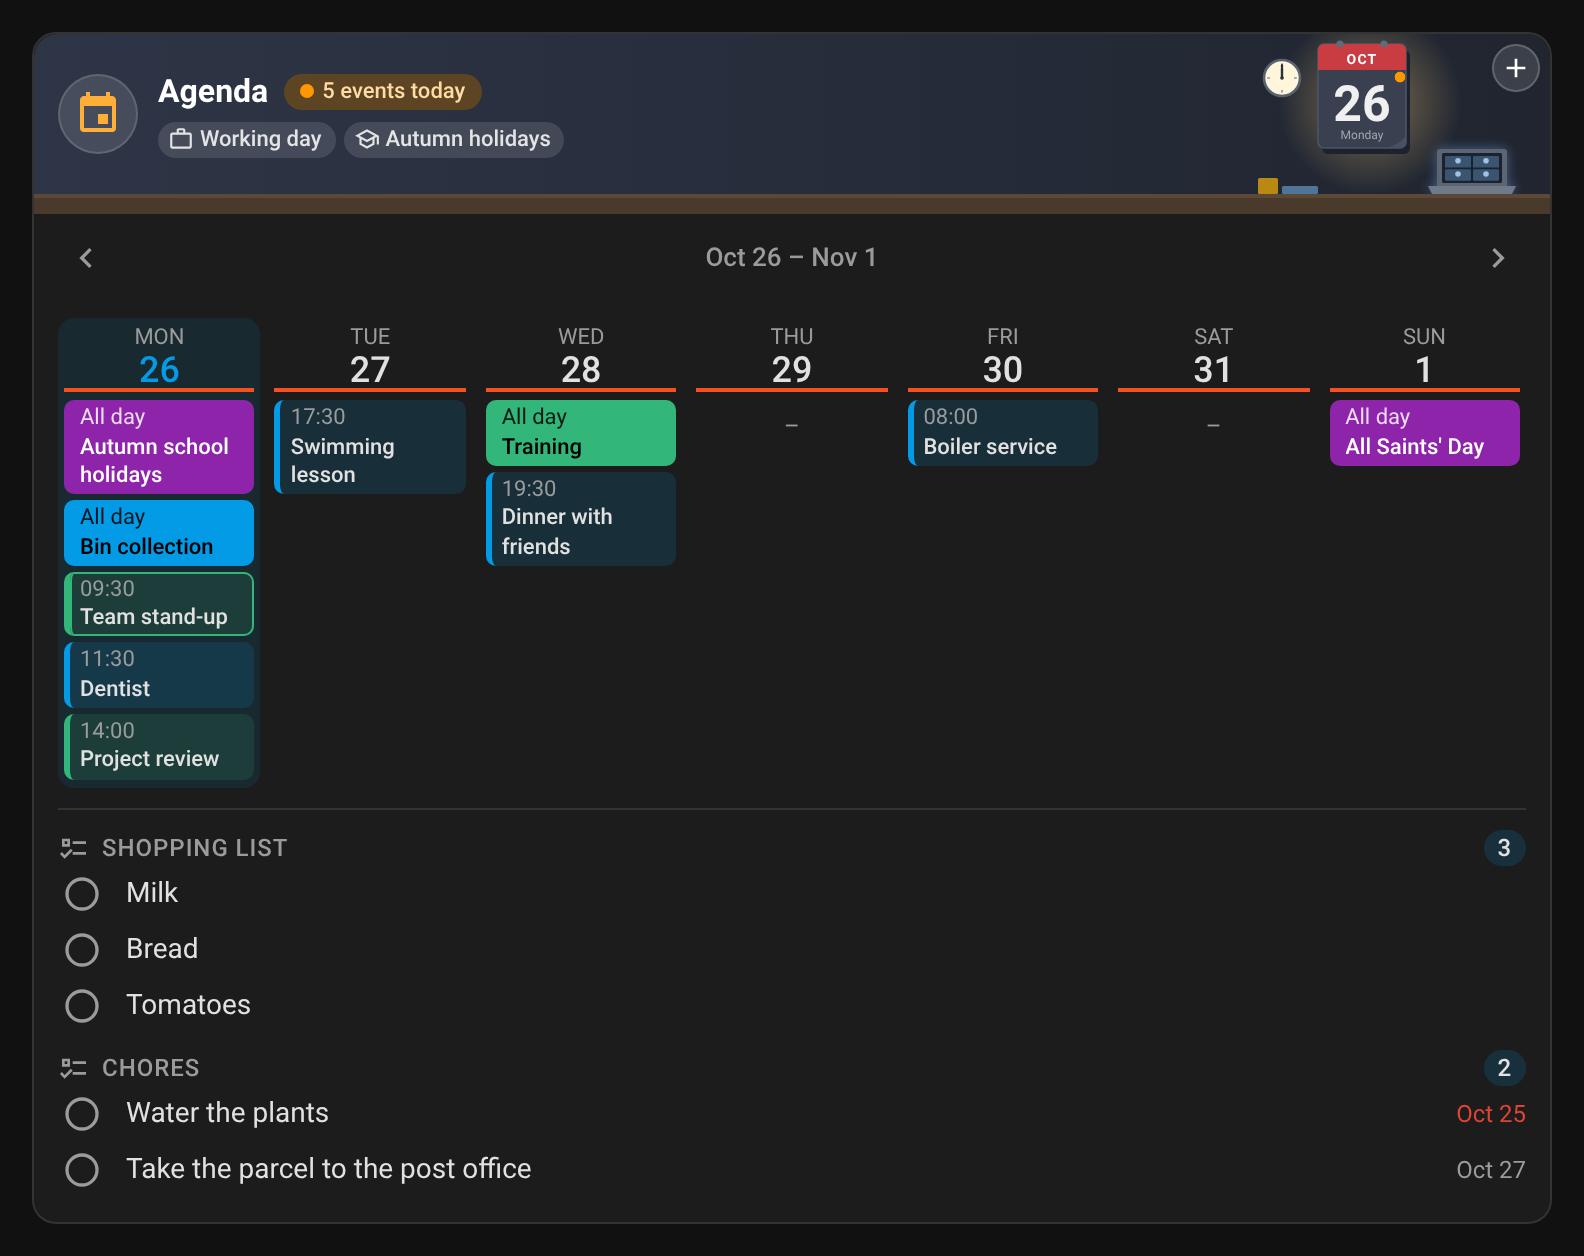 Agenda
5 events today
Working day
Autumn holidays
OCT
26
Monday
+
Oct 26 – Nov 1
MON
26
All day
Autumn school
holidays
All day
Bin collection
09:30
Team stand-up
11:30
Dentist
14:00
Project review
TUE
27
17:30
Swimming
lesson
WED
28
All day
Training
19:30
Dinner with
friends
THU
29
–
FRI
30
08:00
Boiler service
SAT
31
–
SUN
1
All day
All Saints' Day
SHOPPING LIST
3
Milk
Bread
Tomatoes
CHORES
2
Water the plants
Oct 25
Take the parcel to the post office
Oct 27